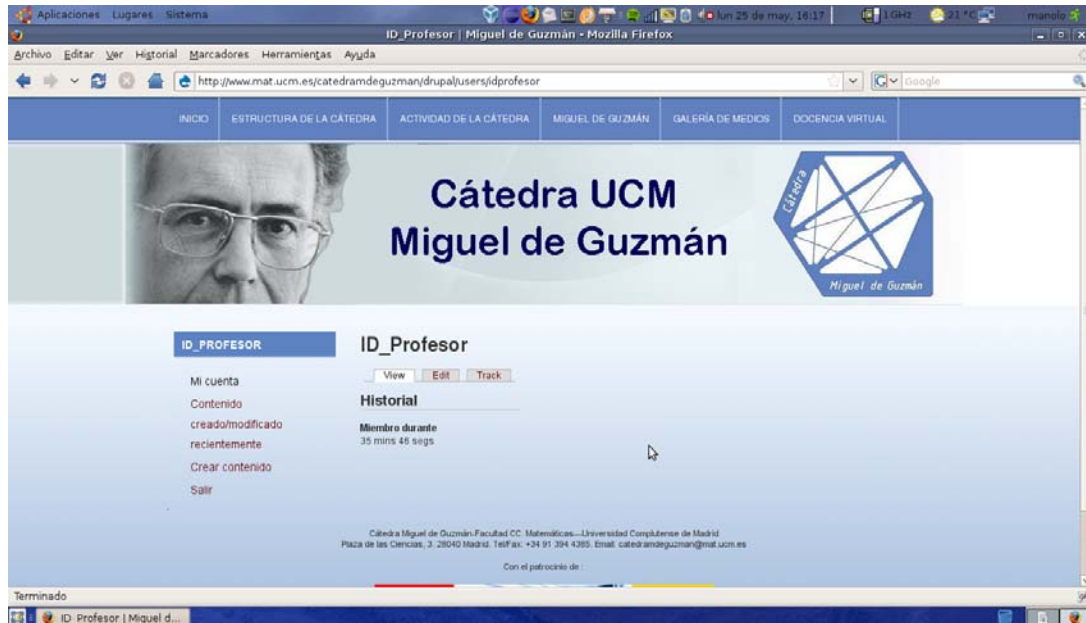 Aplicaciones Lugares Sistema lun 25 de may, 16:17 1 GHz 21 °C manolo
ID_Profesor | Miguel de Guzmán - Mozilla Firefox
Archivo Editar Ver Historial Marcadores Herramientas Ayuda
http://www.mat.ucm.es/catedramdeguzman/drupal/users/idprofesor Google
INICIO ESTRUCTURA DE LA CÁTEDRA ACTIVIDAD DE LA CÁTEDRA MIGUEL DE GUZMÁN GALERÍA DE MEDIOS DOCENCIA VIRTUAL
Cátedra UCM
Miguel de Guzmán
Cátedra
Miguel de Guzmán
ID_PROFESOR
Mi cuenta
Contenido
creado/modificado
recientemente
Crear contenido
Salir
ID_Profesor
View Edit Track
Historial
Miembro durante
35 mins 46 segs
Cátedra Miguel de Guzmán-Facultad CC. Matemáticas—Universidad Complutense de Madrid
Plaza de las Ciencias, 3. 28040 Madrid. Telf/Fax: +34 91 394 4385. Email: catedramdeguzman@mat.ucm.es
Con el patrocinio de :
Terminado
ID_Profesor | Miguel d...